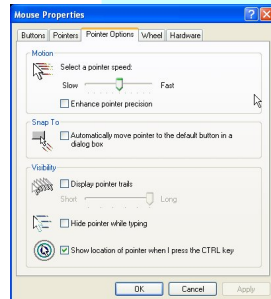 Mouse Properties
Buttons Pointers Pointer Options Wheel Hardware
Motion
Select a pointer speed:
Slow Fast
Enhance pointer precision
Snap To
Automatically move pointer to the default button in a
dialog box
Visibility
Display pointer trails
Short Long
Hide pointer while typing
Show location of pointer when I press the CTRL key
OK Cancel Apply